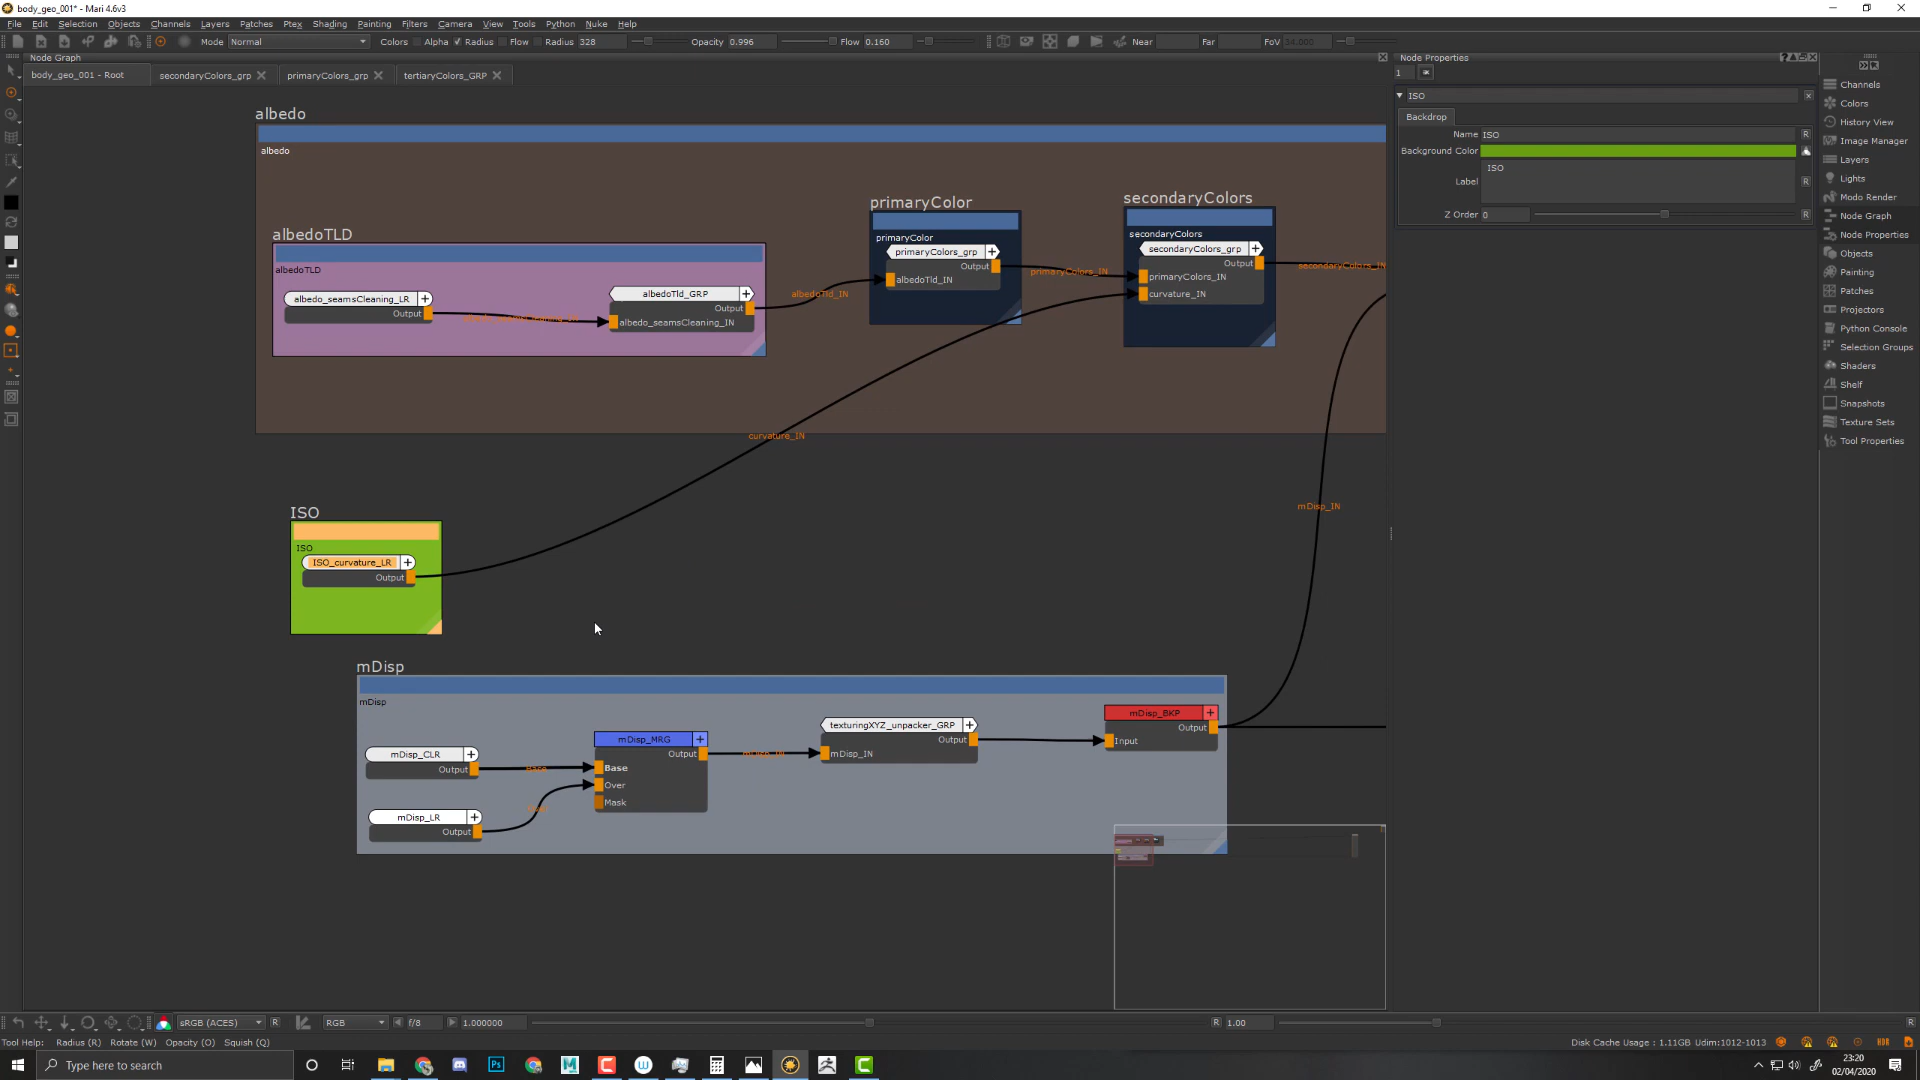 body_geo_001* - Mari 4.6v3
File Edit Selection Objects Channels Layers Patches Ptex Shading Painting Filters Camera View Tools Python Nuke Help
Mode Normal Colors Alpha Radius Flow Radius 328 Opacity 0.996 Flow 0.160 Near Far FoV 34.000
Node Graph
Node Properties
body_geo_001 - Root secondaryColors_grp primaryColors_grp tertiaryColors_GRP
1
ISO
Backdrop
Name ISO
Background Color
ISO
Label
Z Order 0
Channels
Colors
History View
Image Manager
Layers
Lights
Modo Render
Node Graph
Node Properties
Objects
Painting
Patches
Projectors
Python Console
Selection Groups
Shaders
Shelf
Snapshots
Texture Sets
Tool Properties
albedo
albedo
albedoTLD
albedoTLD
albedo_seamsCleaning_LR +
Output
albedo_seamsCleaning_IN
albedoTld_GRP +
Output
albedo_seamsCleaning_IN
albedoTld_IN
primaryColor
primaryColor
primaryColors_grp +
Output
albedoTld_IN
primaryColors_IN
secondaryColors
secondaryColors
secondaryColors_grp +
Output
primaryColors_IN
curvature_IN
secondaryColors_IN
curvature_IN
mDisp_IN
ISO
ISO
ISO_curvature_LR +
Output
mDisp
mDisp
mDisp_CLR +
Output
Base
mDisp_LR +
Output
mDisp_MRG +
Output
Base
Over
Mask
mDisp_IN
texturingXYZ_unpacker_GRP +
Output
mDisp_IN
mDisp_BKP +
Output
Input
sRGB (ACES) R RGB f/8 1.000000 R 1.00 R
Tool Help: Radius (R) Rotate (W) Opacity (O) Squish (Q)
Disk Cache Usage : 1.11GB Udim:1012-1013
Type here to search
23:20
02/04/2020